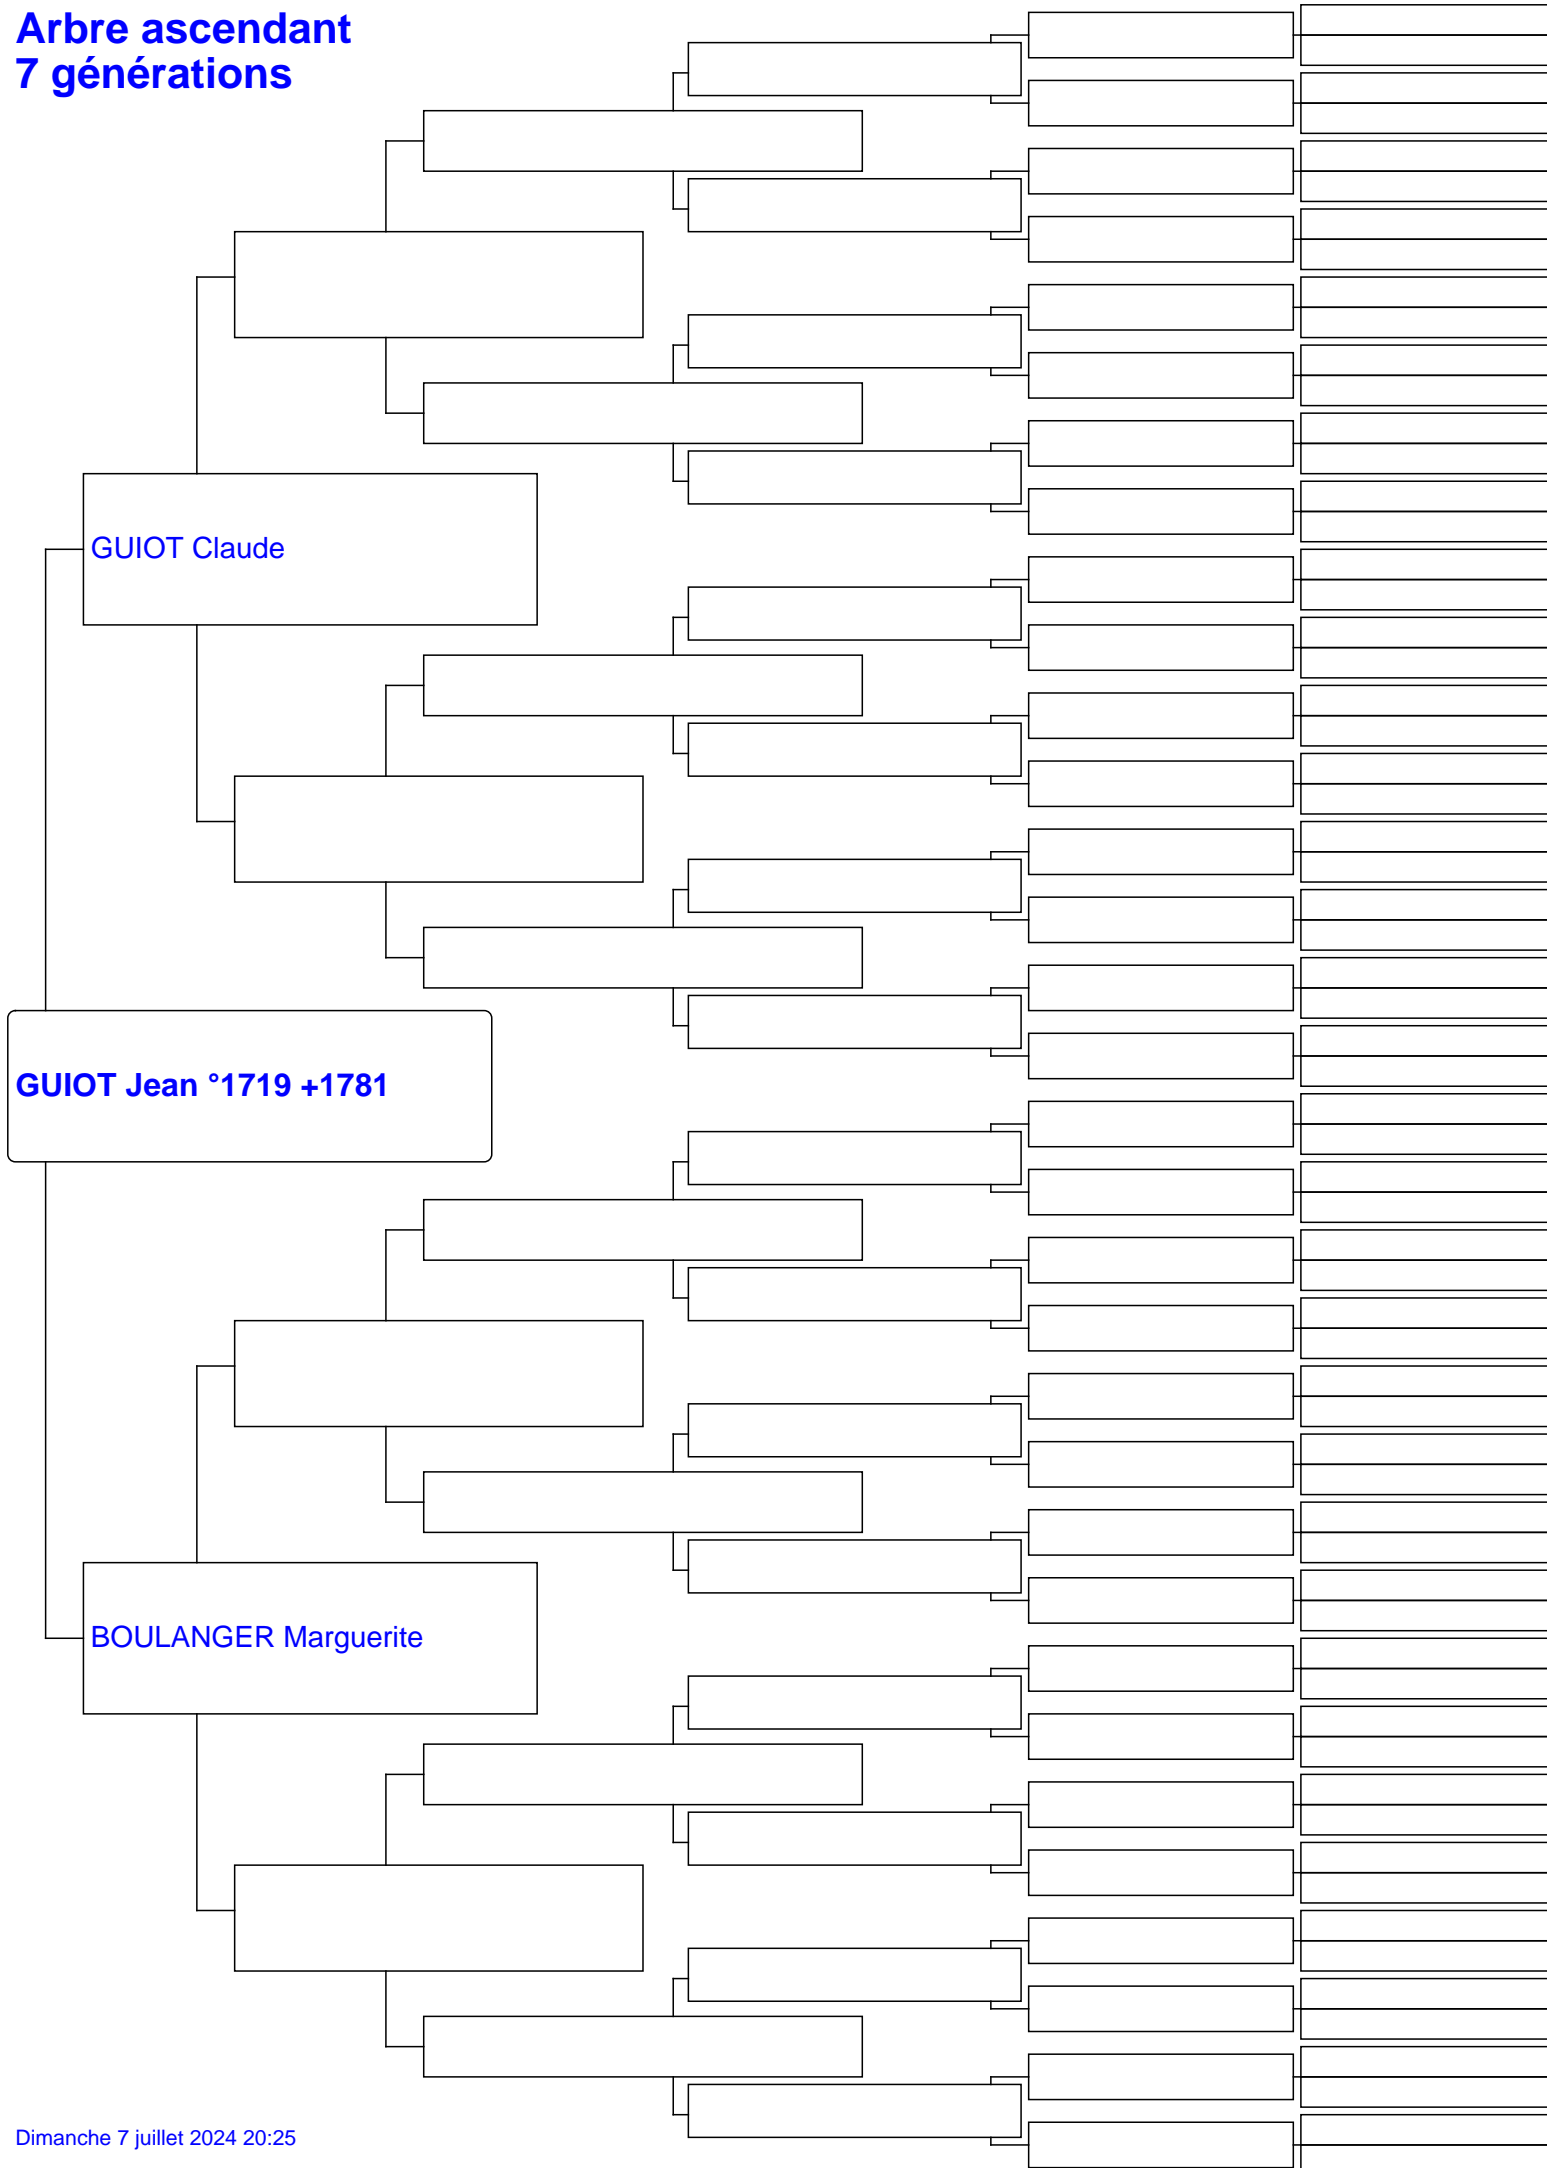 Arbre ascendant
7 générations
GUIOT Claude
GUIOT Jean °1719 +1781
BOULANGER Marguerite
Dimanche 7 juillet 2024 20:25